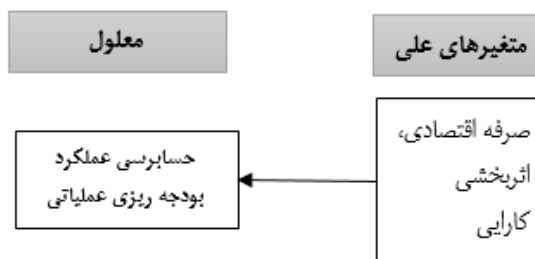 متغیرهای علی
معلول
صرفه اقتصادی،
اثربخشی
کارایی
حسابرسی عملکرد
بودجه ریزی عملیاتی